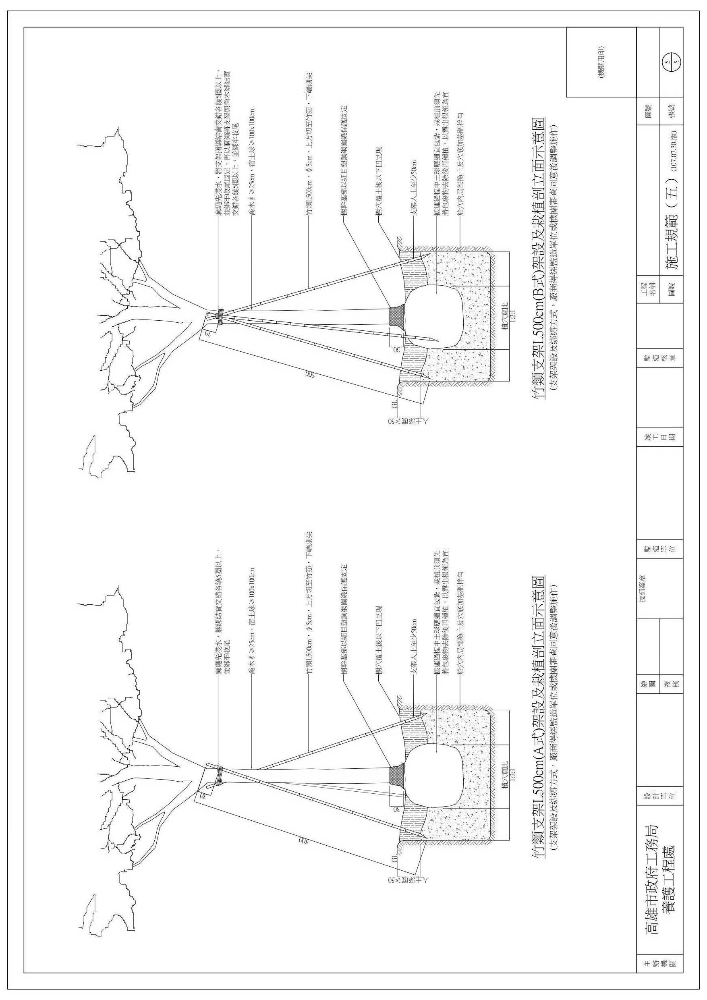 麻繩先浸水，捆綁結實交錯各繞5圈以上，
並綁牢收尾
喬木∮≥25cm，宿土球≥100x100cm
竹類L500cm，∮5cm，上方切至竹節，下端削尖
樹幹基部以細目塑鋼網圍繞保護固定
樹穴覆土後以下凹呈現
支架入土至少50cm
搬運過程中土球應適宜包紮，栽植前須先
將包裹物去除後再種植，以露出根領為宜
於穴內局部換土及穴底加基肥拌勻
30
500
30
GL
入土深度≥50
植穴寬比
1:2:1
竹類支架L500cm(A式)架設及栽植剖立面示意圖
(支架架設及綁縛方式，廠商得經監造單位或機關審查同意後調整施作)
麻繩先浸水，將支架捆綁結實交錯各繞5圈以上，
並綁牢收尾固定，再以麻繩將支架與喬木綁結實
交錯各繞5圈以上，並綁牢收尾
喬木∮≥25cm，宿土球≥100x100cm
竹類L500cm，∮5cm，上方切至竹節，下端削尖
樹幹基部以細目塑鋼網圍繞保護固定
樹穴覆土後以下凹呈現
支架入土至少50cm
搬運過程中土球應適宜包紮，栽植前須先
將包裹物去除後再種植，以露出根領為宜
於穴內局部換土及穴底加基肥拌勻
30
500
30
GL
入土深度≥50
植穴寬比
1:2:1
竹類支架L500cm(B式)架設及栽植剖立面示意圖
(支架架設及綁縛方式，廠商得經監造單位或機關審查同意後調整施作)
(機關用印)
主辦機關
高雄市政府工務局
養護工程處
設計單位
繪圖
複核
技師簽章
監造單位
竣工日期
監造核章
工程名稱
圖說
施工規範（五）(107.07.30.版)
圖號
張號
5
5